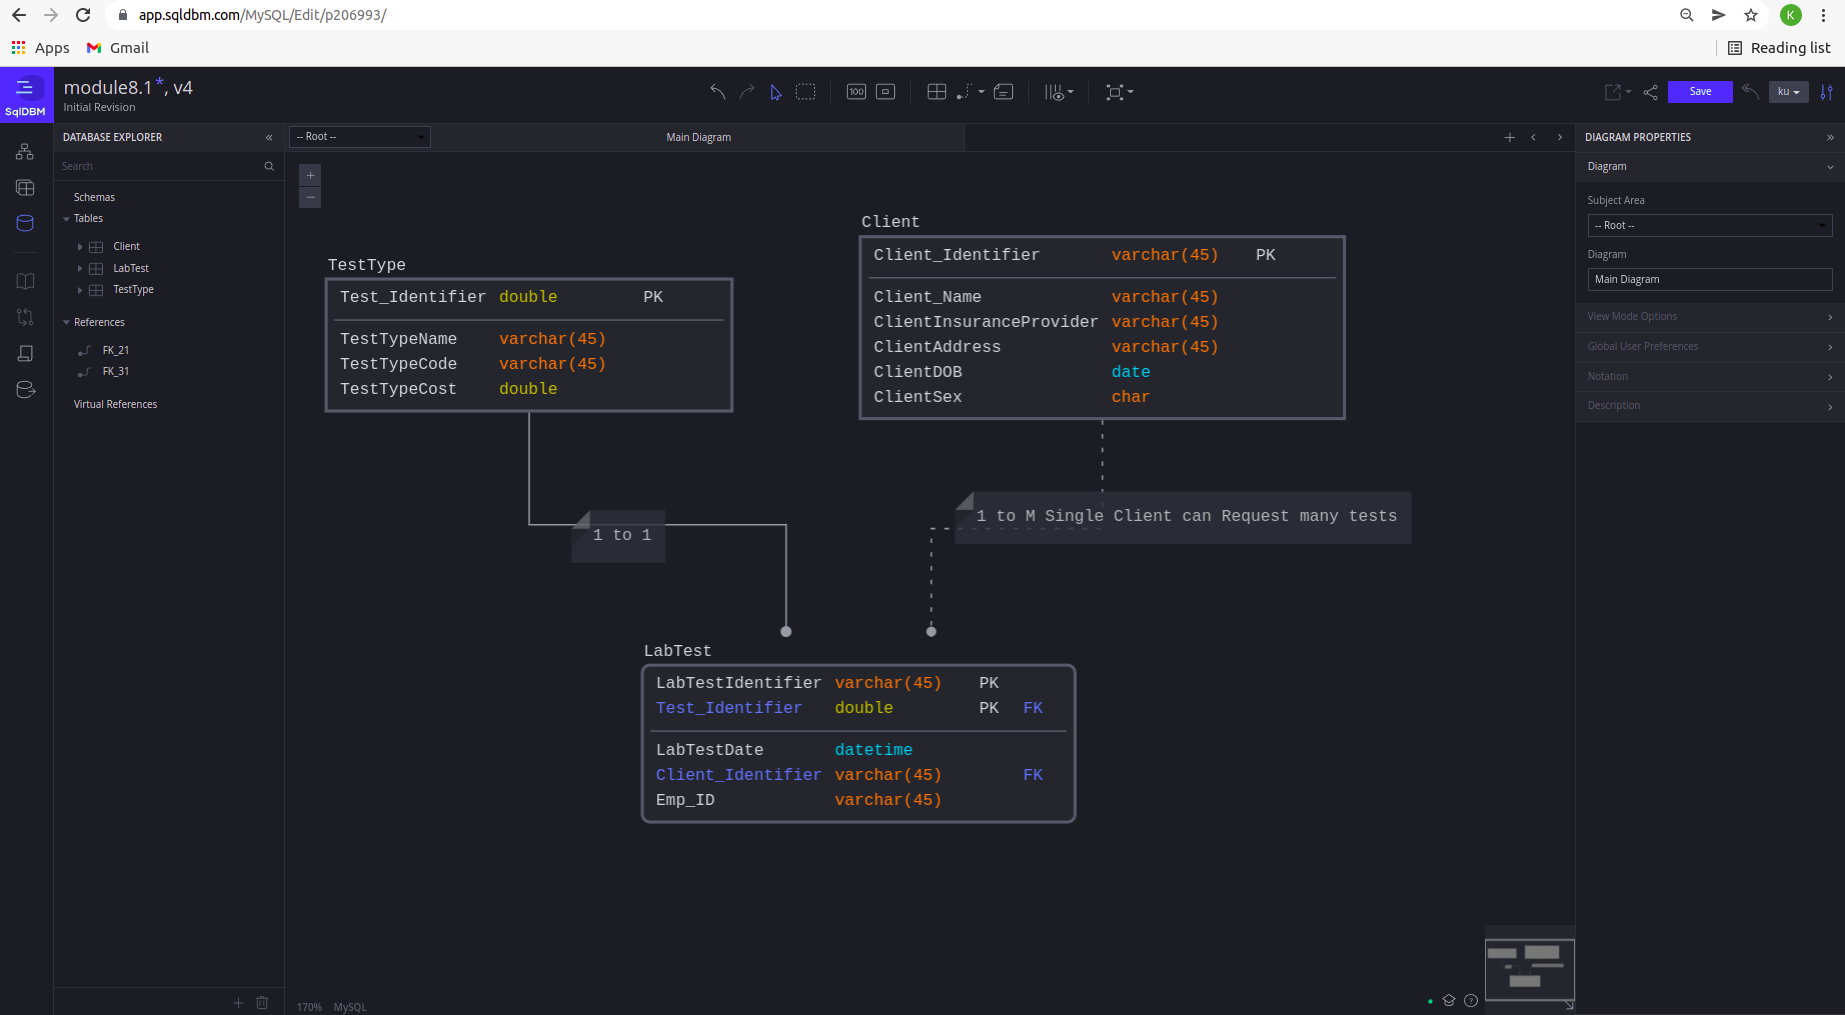 app.sqldbm.com/MySQL/Edit/p206993/
K
Apps
Gmail
Reading list
SqlDBM
module8.1*, v4
Initial Revision
100
Save
ku
DATABASE EXPLORER
«
-- Root --
Main Diagram
DIAGRAM PROPERTIES
»
Search
Schemas
Tables
Client
LabTest
TestType
References
FK_21
FK_31
Virtual References
Diagram
Subject Area
-- Root --
Diagram
Main Diagram
View Mode Options
Global User Preferences
Notation
Description
TestType
Test_Identifier double PK
TestTypeName varchar(45)
TestTypeCode varchar(45)
TestTypeCost double
Client
Client_Identifier varchar(45) PK
Client_Name varchar(45)
ClientInsuranceProvider varchar(45)
ClientAddress varchar(45)
ClientDOB date
ClientSex char
1 to 1
1 to M Single Client can Request many tests
LabTest
LabTestIdentifier varchar(45) PK
Test_Identifier double PK FK
LabTestDate datetime
Client_Identifier varchar(45) FK
Emp_ID varchar(45)
170% MySQL